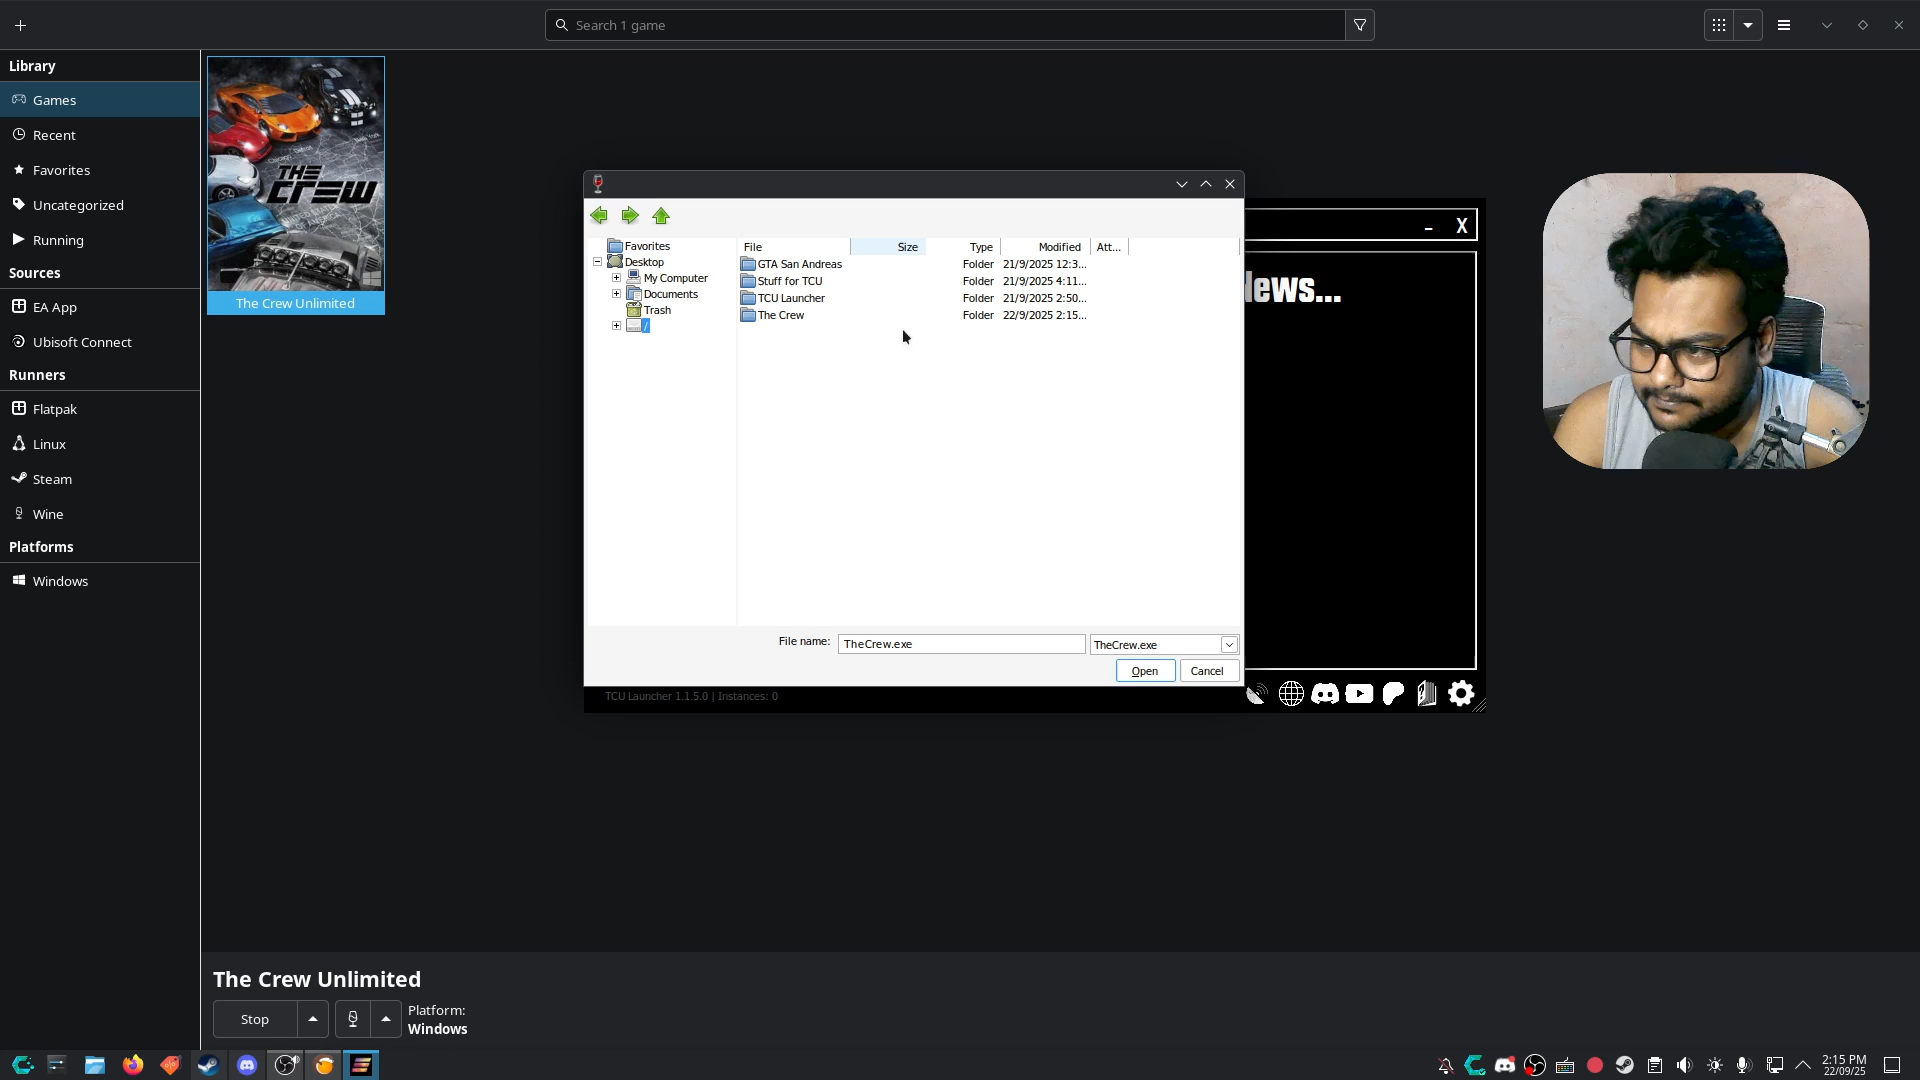 Search 1 game
Library
Games
Recent
Favorites
Uncategorized
Running
Sources
EA App
Ubisoft Connect
Runners
Flatpak
Linux
Steam
Wine
Platforms
Windows
THE CREW
The Crew Unlimited
Favorites
Desktop
My Computer
Documents
Trash
/
File Size Type Modified Att...
GTA San Andreas Folder 21/9/2025 12:3...
Stuff for TCU Folder 21/9/2025 4:11...
TCU Launcher Folder 21/9/2025 2:50...
The Crew Folder 22/9/2025 2:15...
File name: TheCrew.exe TheCrew.exe
Open Cancel
– X
News...
TCU Launcher 1.1.5.0 | Instances: 0
The Crew Unlimited
Stop
Platform:
Windows
2:15 PM
22/09/25